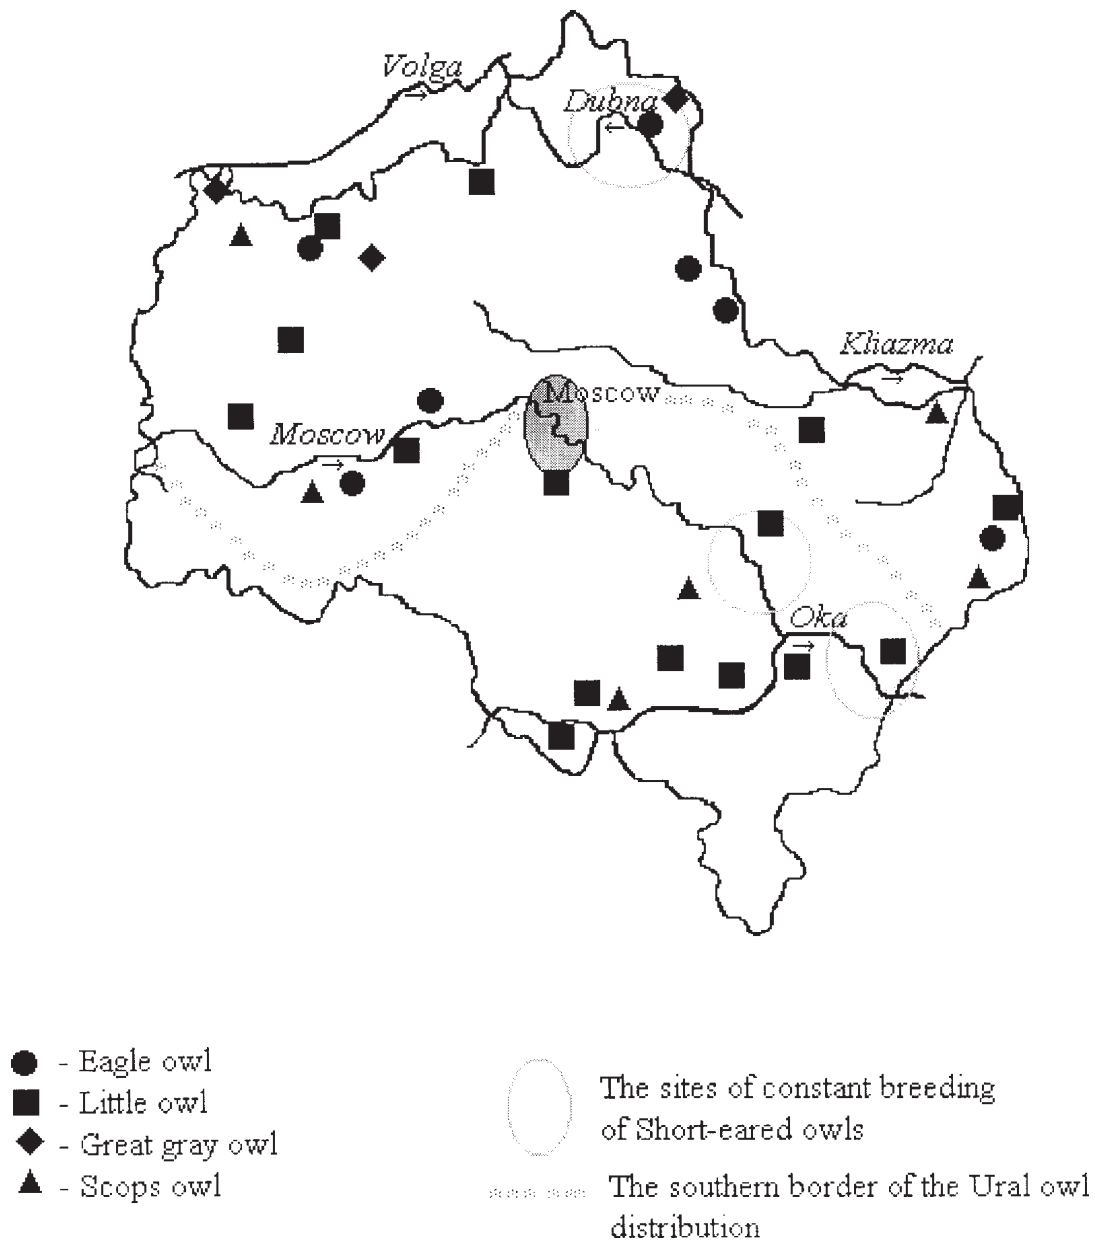 Volga
Dubna
Kliazma
Moscow
Moscow
Oka
- Eagle owl
- Little owl
- Great gray owl
- Scops owl
The sites of constant breeding
of Short-eared owls
The southern border of the Ural owl
distribution